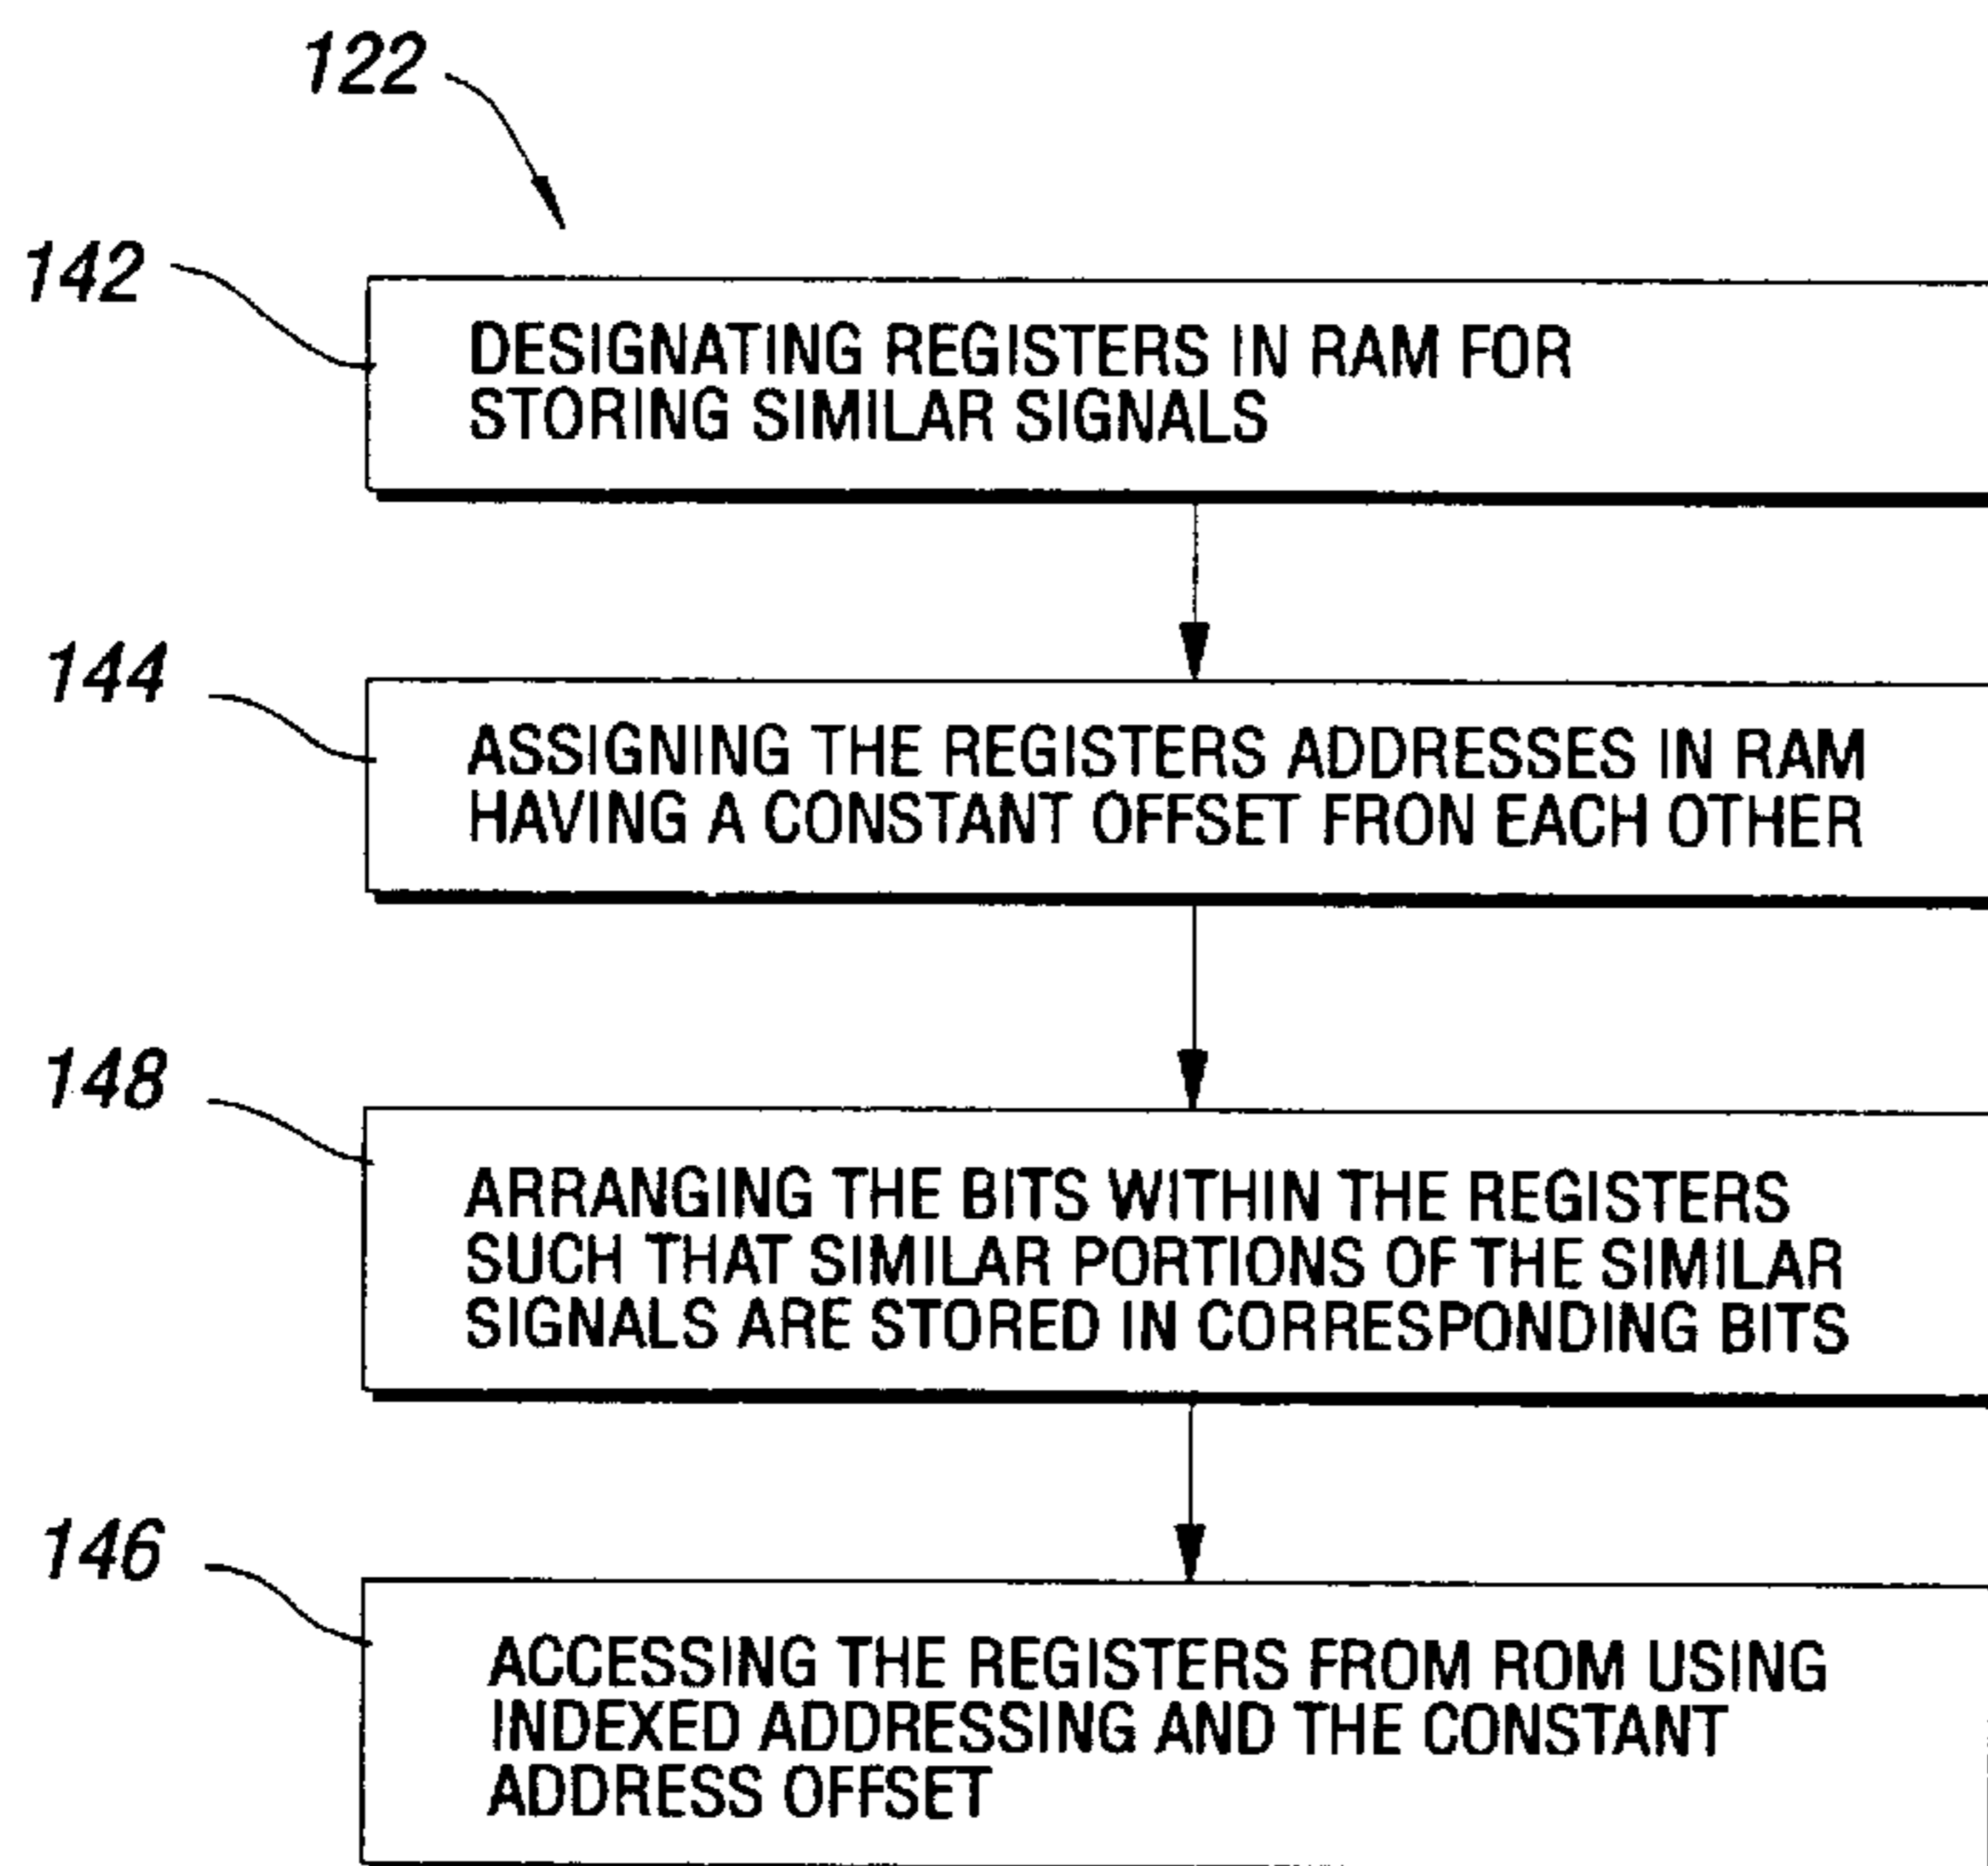 122
142
DESIGNATING REGISTERS IN RAM FOR
STORING SIMILAR SIGNALS
144
ASSIGNING THE REGISTERS ADDRESSES IN RAM
HAVING A CONSTANT OFFSET FRON EACH OTHER
148
ARRANGING THE BITS WITHIN THE REGISTERS
SUCH THAT SIMILAR PORTIONS OF THE SIMILAR
SIGNALS ARE STORED IN CORRESPONDING BITS
146
ACCESSING THE REGISTERS FROM ROM USING
INDEXED ADDRESSING AND THE CONSTANT
ADDRESS OFFSET